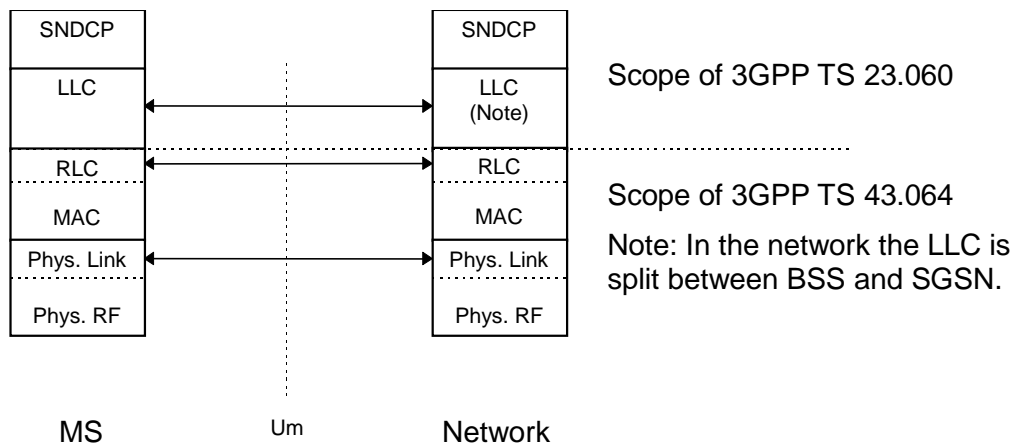 SNDCP
SNDCP
LLC
LLC
(Note)
Scope of 3GPP TS 23.060
RLC
RLC
MAC
MAC
Scope of 3GPP TS 43.064
Note: In the network the LLC is
split between BSS and SGSN.
Phys. Link
Phys. Link
Phys. RF
Phys. RF
MS
Um
Network